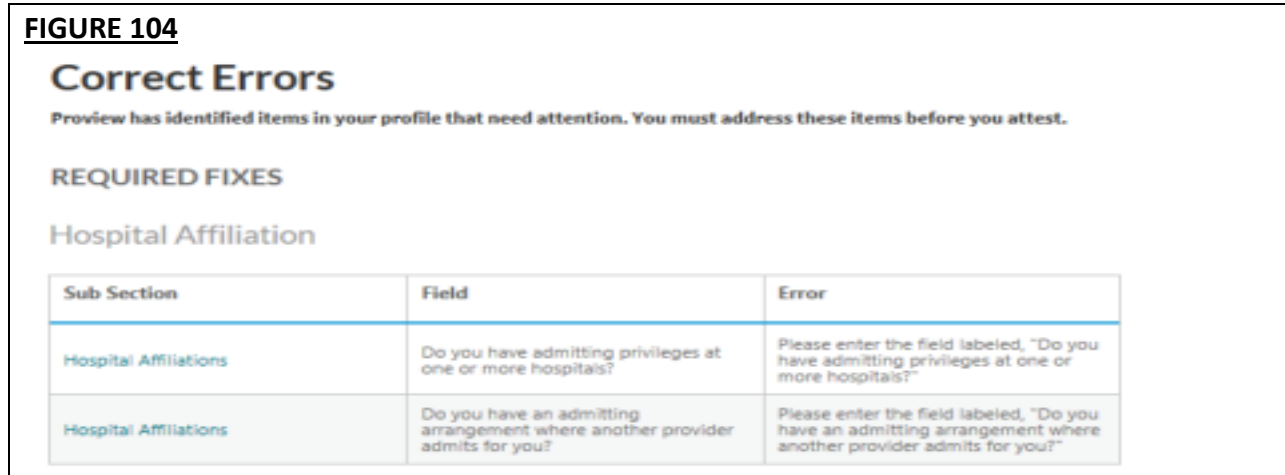 FIGURE 104
Correct Errors
Proview has identified items in your profile that need attention. You must address these items before you attest.
REQUIRED FIXES
Hospital Affiliation
Sub Section
Field
Error
Hospital Affiliations
Do you have admitting privileges at
one or more hospitals?
Please enter the field labeled, "Do you
have admitting privileges at one or
more hospitals?"
Hospital Affiliations
Do you have an admitting
arrangement where another provider
admits for you?
Please enter the field labeled, "Do you
have an admitting arrangement where
another provider admits for you?"